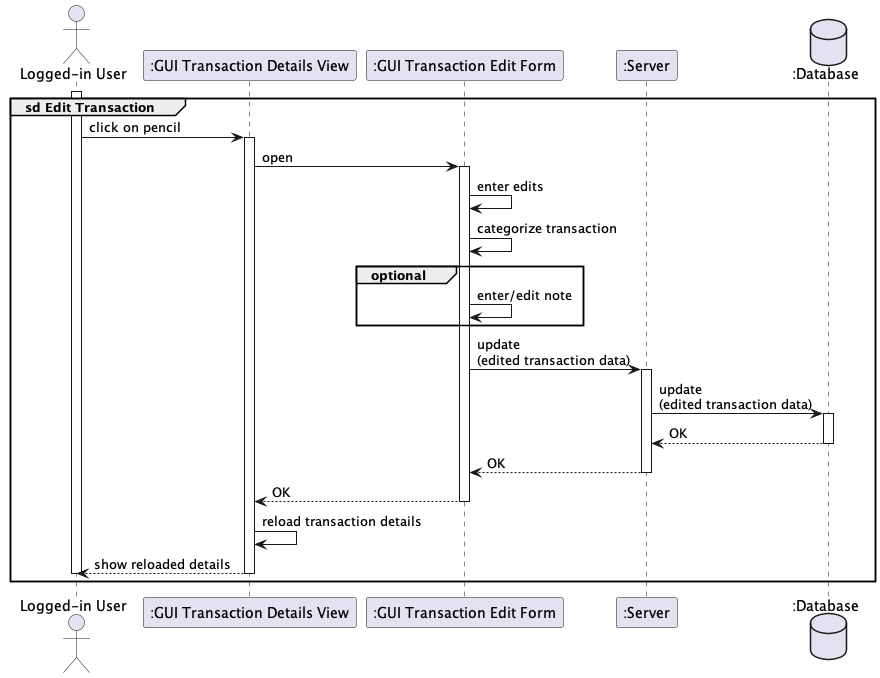 Logged-in User
:GUI Transaction Details View
:GUI Transaction Edit Form
:Server
:Database
sd Edit Transaction
click on pencil
open
enter edits
categorize transaction
optional
enter/edit note
update
(edited transaction data)
update
(edited transaction data)
OK
OK
OK
reload transaction details
show reloaded details
Logged-in User
:GUI Transaction Details View
:GUI Transaction Edit Form
:Server
:Database